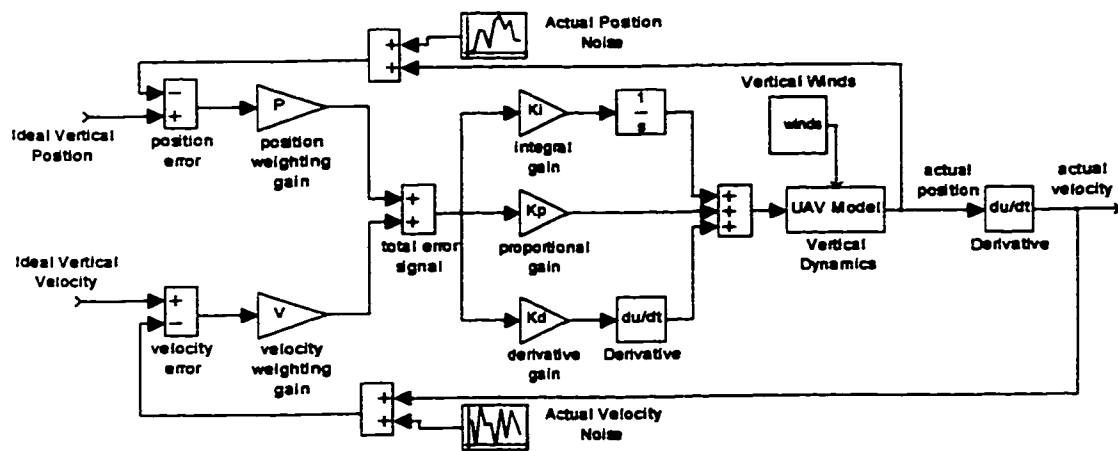 Actual Position
Noise
+
+
Vertical Winds
winds
−
+
P
Ideal Vertical
Position
position
error
position
weighting
gain
Ki
integral
gain
1
s
+
+
total error
signal
Kp
proportional
gain
+
+
+
UAV Model
Vertical
Dynamics
actual
position
du/dt
Derivative
actual
velocity
Ideal Vertical
Velocity
+
−
velocity
error
V
velocity
weighting
gain
Kd
derivative
gain
du/dt
Derivative
+
+
Actual Velocity
Noise